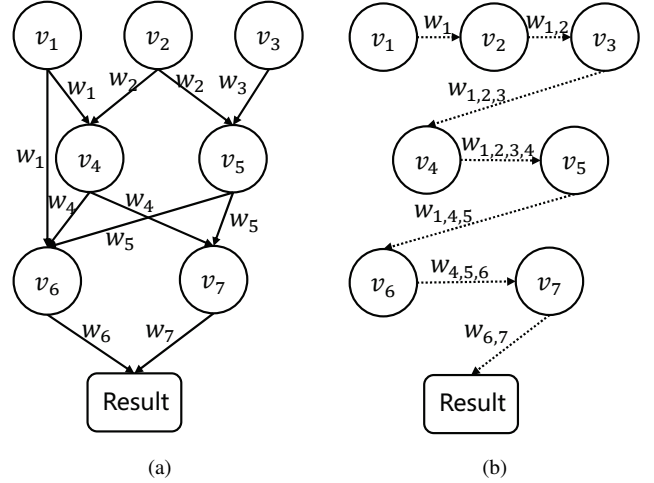 v₁ v₂ v₃
w₁ w₂ w₂ w₃
w₁
v₄ v₅
w₄ w₄ w₅ w₅
v₆ v₇
w₆ w₇
Result
(a)
v₁ w₁ v₂ w₁,₂ v₃
w₁,₂,₃
v₄ w₁,₂,₃,₄ v₅
w₁,₄,₅
v₆ w₄,₅,₆ v₇
w₆,₇
Result
(b)